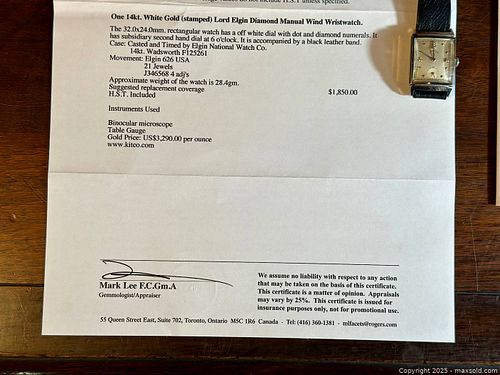 One 14kt. White Gold (stamped) Lord Elgin Diamond Manual Wind Wristwatch.
The 32.0x24.0mm. rectangular watch has a off white dial with dot and diamond numerals. It
has subsidiary second hand dial at 6 o'clock. It is accompanied by a black leather band.
Case: Casted and Timed by Elgin National Watch Co.
14kt. Wadsworth F125261
Movement: Elgin 626 USA
21 Jewels
J346568 4 adj's
Approximate weight of the watch is 28.4gm.
Suggested replacement coverage
H.S.T. Included $1,850.00
Instruments Used
Binocular microscope
Table Gauge
Gold Price: US$3,290.00 per ounce
www.kitco.com
Mark Lee F.C.Gm.A
Gemmologist/Appraiser
We assume no liability with respect to any action
that may be taken on the basis of this certificate.
This certificate is a matter of opinion. Appraisals
may vary by 25%. This certificate is issued for
insurance purposes only, not for promotional use.
55 Queen Street East, Suite 702, Toronto, Ontario M5C 1R6 Canada - Tel: (416) 360-1381 - mlfacets@rogers.com
Copyright 2025 - maxsold.com